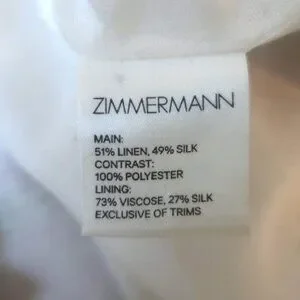 ZIMMERMANN
MAIN:
51% LINEN, 49% SILK
CONTRAST:
100% POLYESTER
LINING:
73% VISCOSE, 27% SILK
EXCLUSIVE OF TRIMS